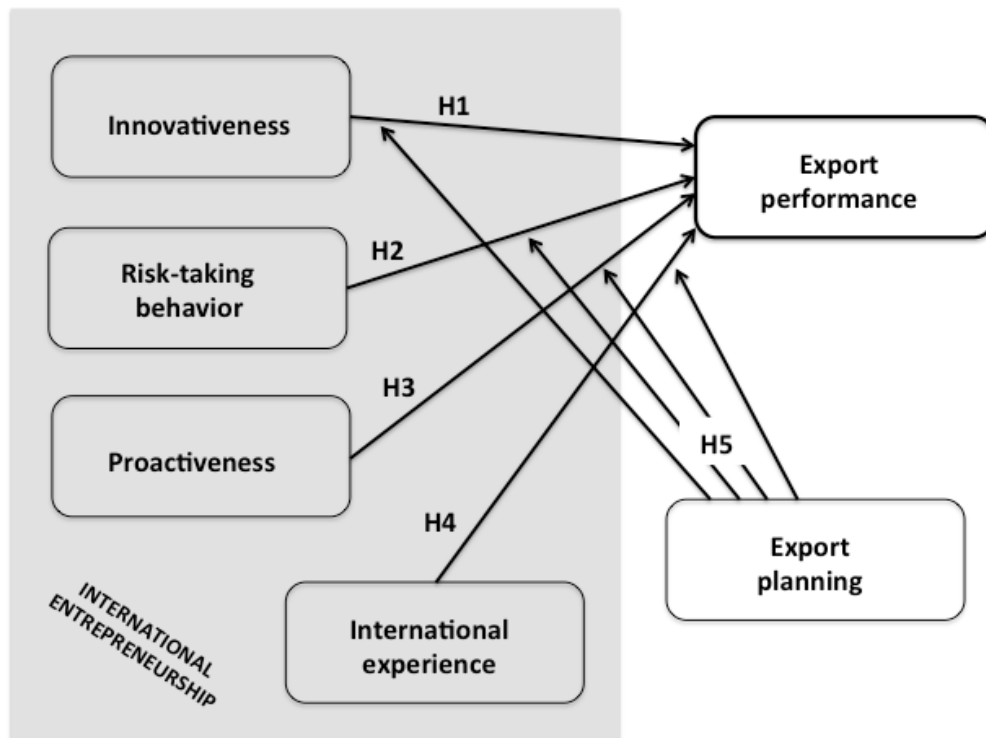 Innovativeness
H1
Export
performance
Risk-taking
behavior
H2
Proactiveness
H3
H5
H4
Export
planning
International
experience
INTERNATIONAL
ENTREPRENEURSHIP